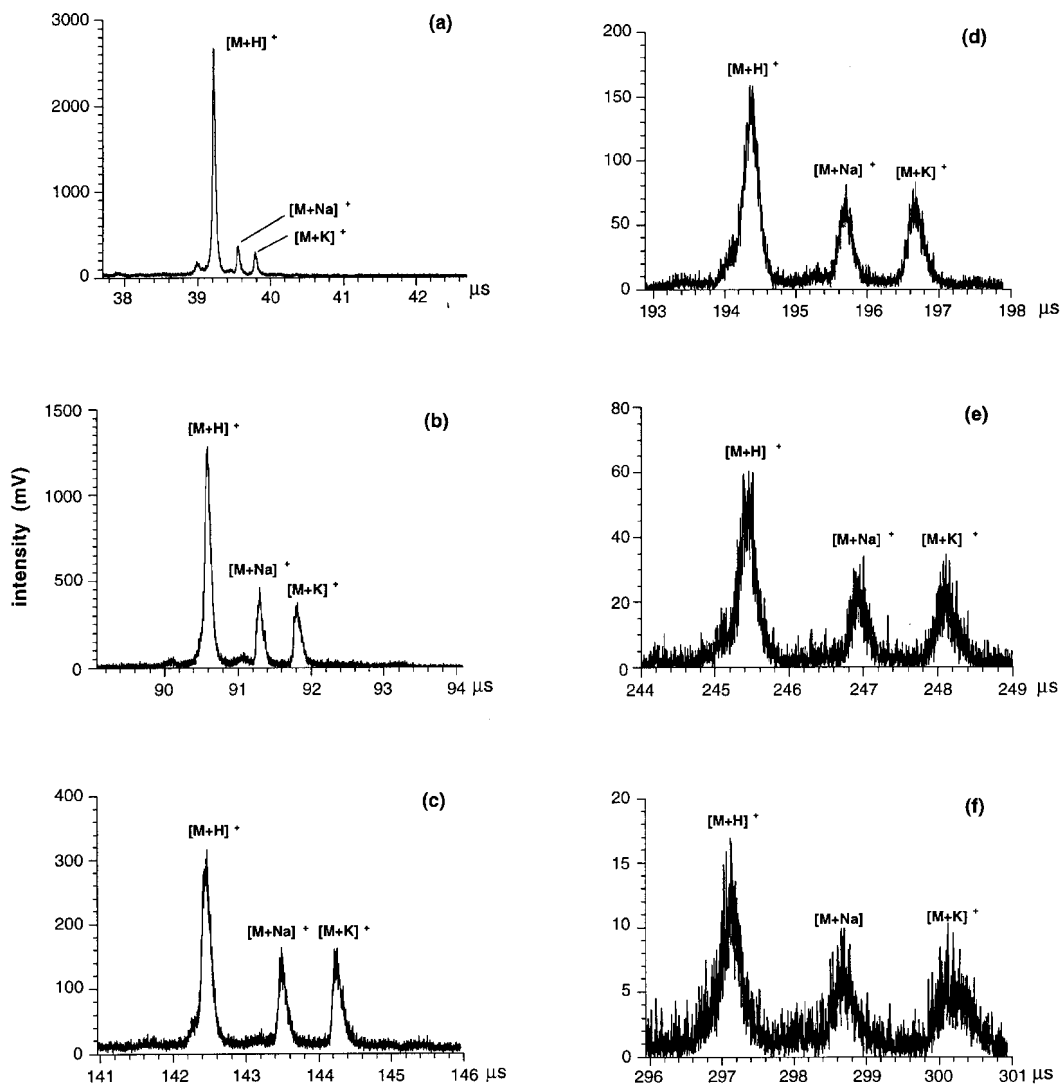 (a)
3000
2000
1000
0
[M+H] +
[M+Na] +
[M+K] +
38 39 40 41 42 μs
(b)
1500
1000
500
0
[M+H] +
[M+Na] +
[M+K] +
90 91 92 93 94 μs
intensity (mV)
(c)
400
300
200
100
0
[M+H] +
[M+Na] + [M+K] +
141 142 143 144 145 146 μs
(d)
200
150
100
50
0
[M+H] +
[M+Na] + [M+K] +
193 194 195 196 197 198 μs
(e)
80
60
40
20
0
[M+H] +
[M+Na] + [M+K] +
244 245 246 247 248 249 μs
(f)
20
15
10
5
0
[M+H] +
[M+Na] [M+K] +
296 297 298 299 300 301 μs